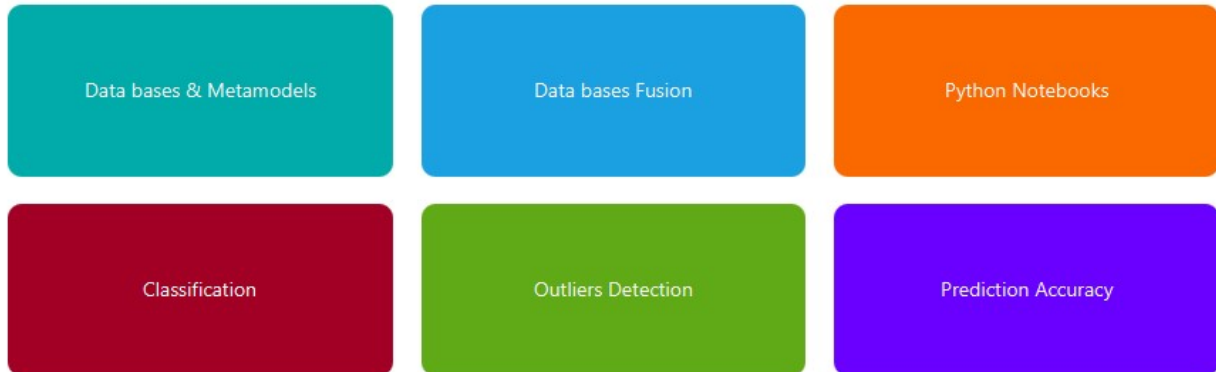 Data bases & Metamodels
Data bases Fusion
Python Notebooks
Classification
Outliers Detection
Prediction Accuracy